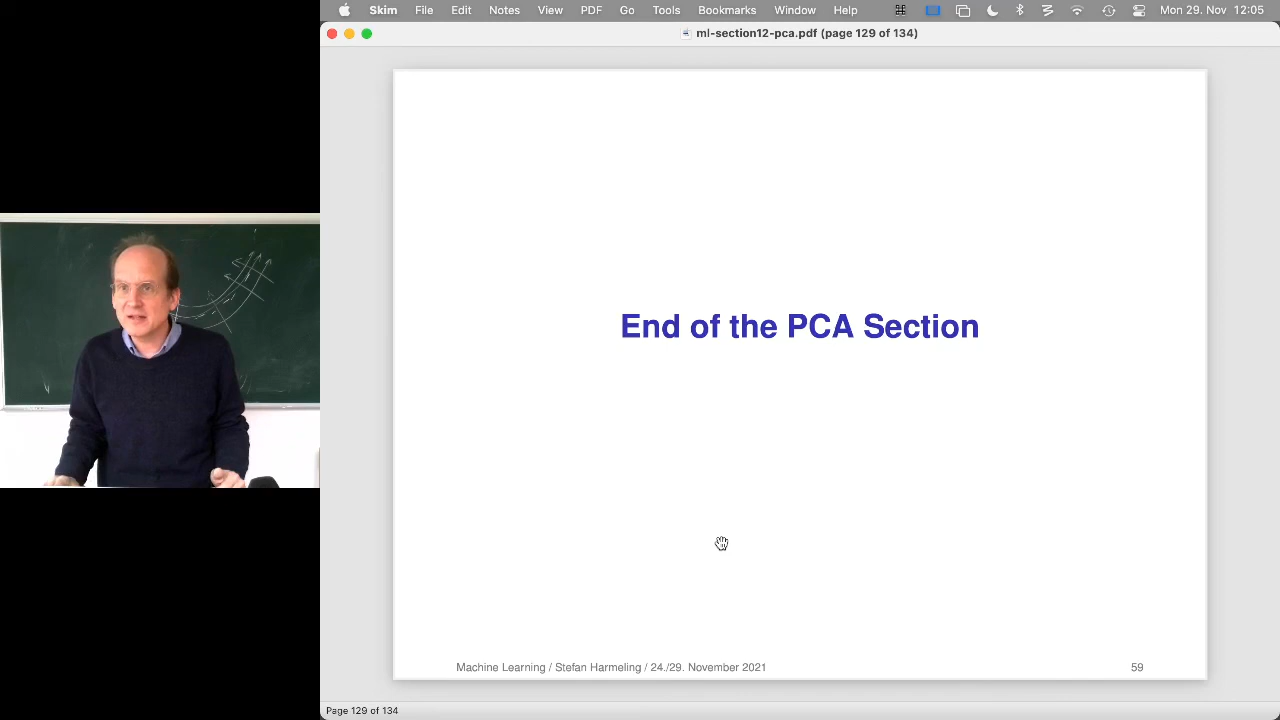 Skim File Edit Notes View PDF Go Tools Bookmarks Window Help Mon 29. Nov 12:05
ml-section12-pca.pdf (page 129 of 134)
End of the PCA Section
Machine Learning / Stefan Harmeling / 24./29. November 2021 59
Page 129 of 134